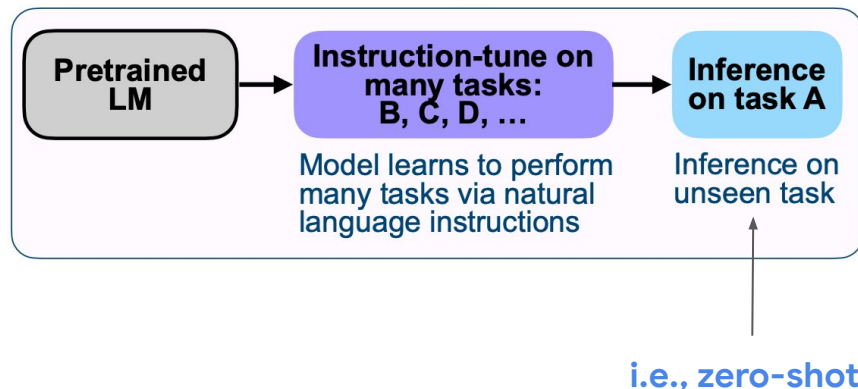 Pretrained
LM
Instruction-tune on
many tasks:
B, C, D, …
Inference
on task A
Model learns to perform
many tasks via natural
language instructions
Inference on
unseen task
i.e., zero-shot